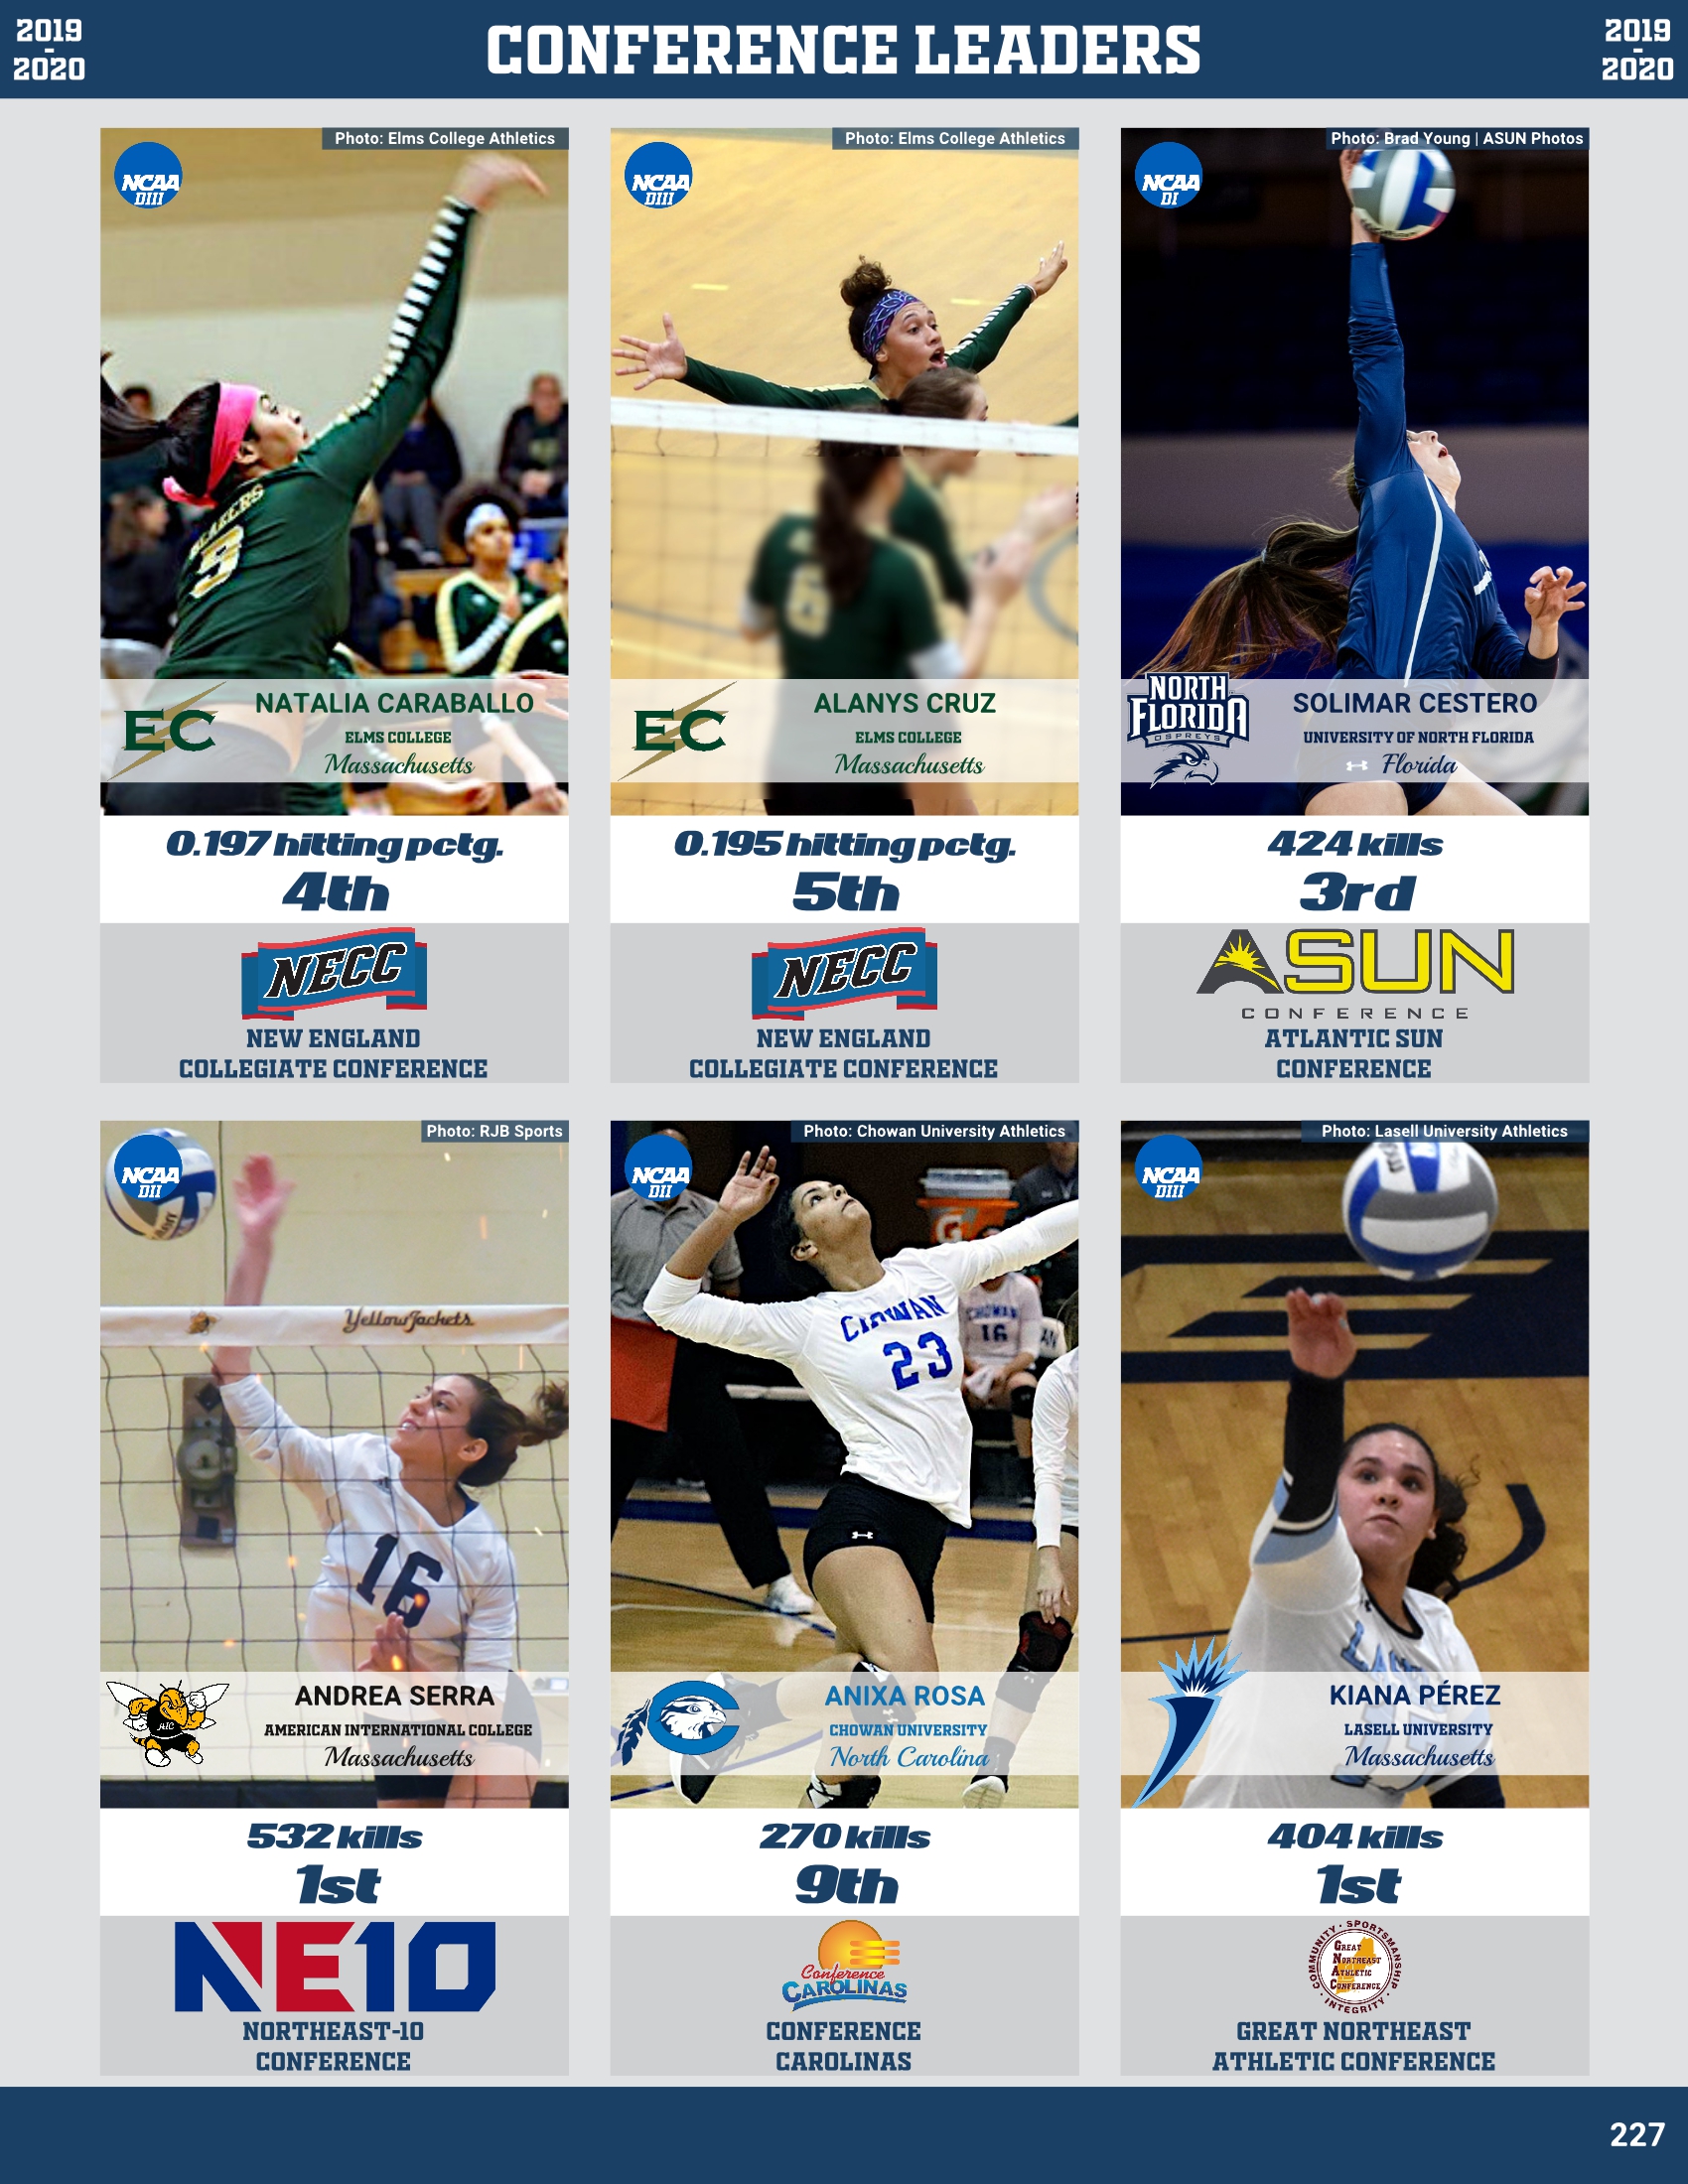 2019
-
2020
CONFERENCE LEADERS
2019
-
2020
Photo: Elms College Athletics
NCAA
DIII
BLAZERS
9
EC
NATALIA CARABALLO
ELMS COLLEGE
Massachusetts
0.197 hitting pctg.
4th
NECC
NEW ENGLAND
COLLEGIATE CONFERENCE
Photo: Elms College Athletics
NCAA
DIII
6
EC
ALANYS CRUZ
ELMS COLLEGE
Massachusetts
0.195 hitting pctg.
5th
NECC
NEW ENGLAND
COLLEGIATE CONFERENCE
Photo: Brad Young | ASUN Photos
NCAA
DI
NORTH
FLORIDA
OSPREYS
SOLIMAR CESTERO
UNIVERSITY OF NORTH FLORIDA
Florida
424 kills
3rd
ASUN
CONFERENCE
ATLANTIC SUN
CONFERENCE
Photo: RJB Sports
NCAA
DII
Yellow Jackets
16
AIC
ANDREA SERRA
AMERICAN INTERNATIONAL COLLEGE
Massachusetts
532 kills
1st
NE10
NORTHEAST-10
CONFERENCE
Photo: Chowan University Athletics
NCAA
DII
G
CHOWAN
23
CHOWAN
16
AN
ANIXA ROSA
CHOWAN UNIVERSITY
North Carolina
270 kills
9th
Conference
CAROLINAS
CONFERENCE
CAROLINAS
Photo: Lasell University Athletics
NCAA
DIII
KIANA PÉREZ
LASELL UNIVERSITY
Massachusetts
404 kills
1st
COMMUNITY · SPORTSMANSHIP · INTEGRITY ·
GREAT
NORTHEAST
ATHLETIC
CONFERENCE
GREAT NORTHEAST
ATHLETIC CONFERENCE
227